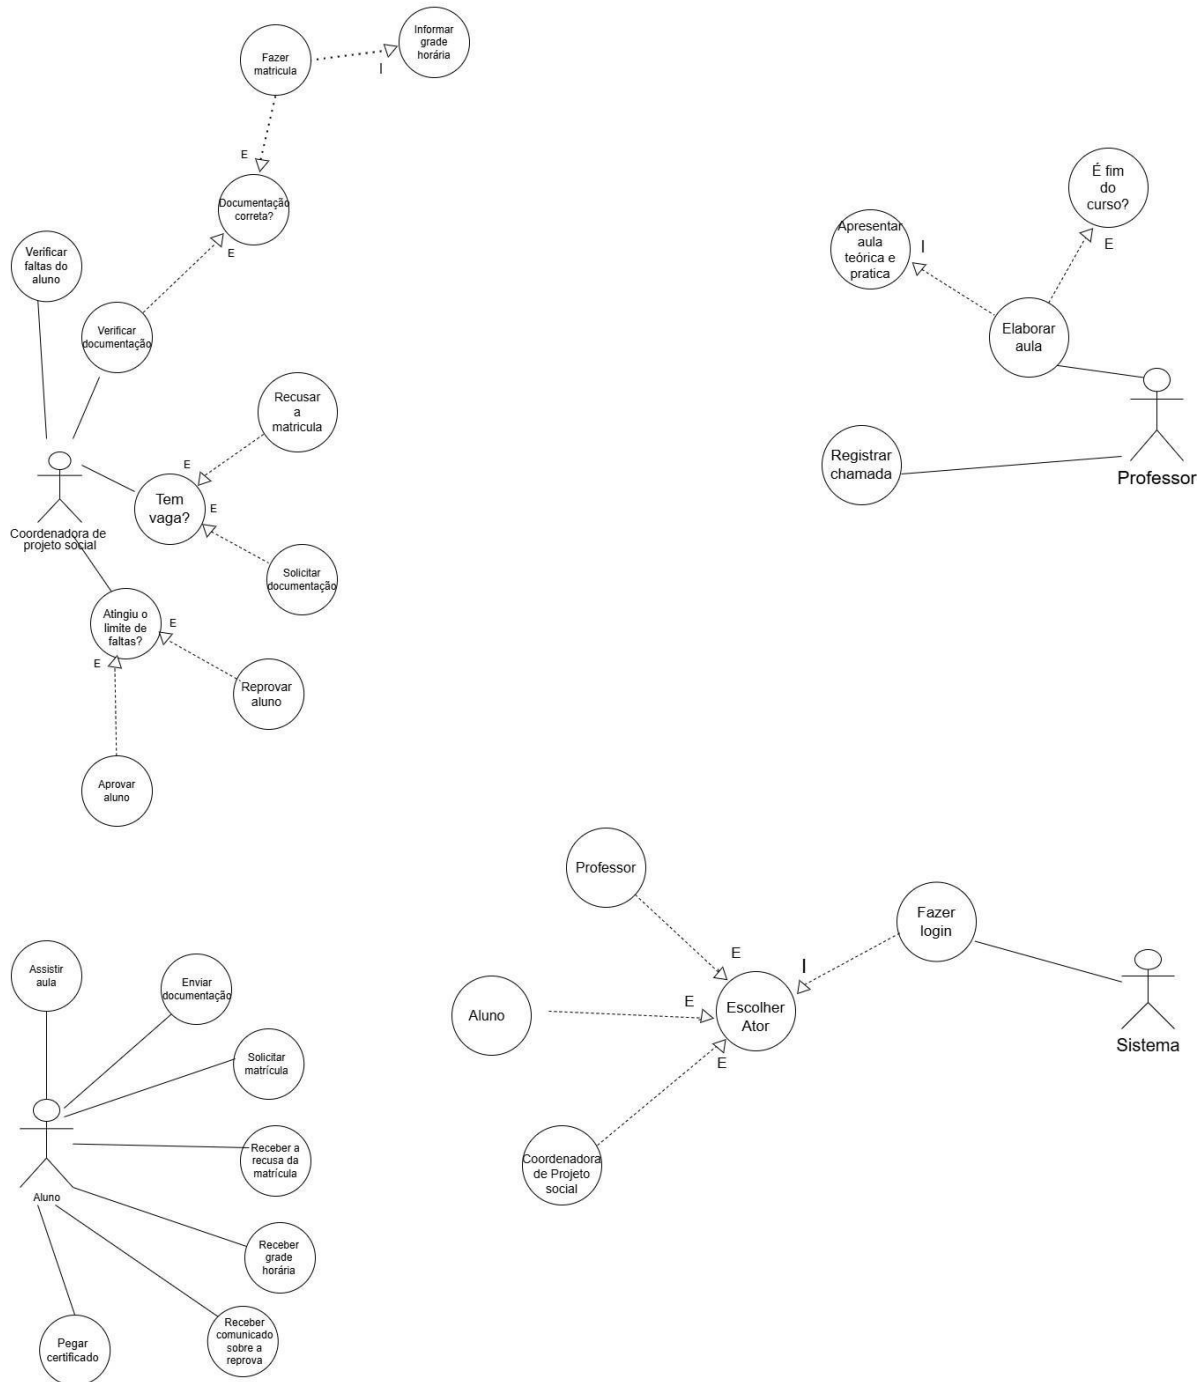 Fazer
matricula
Informar
grade
horária
I
E
Documentação
correta?
E
Verificar
faltas do
aluno
Verificar
documentação
Recusar
a
matricula
E
Tem
vaga?
E
Coordenadora de
projeto social
Solicitar
documentação
Atingiu o
limite de
faltas?
E
E
Reprovar
aluno
Aprovar
aluno
É fim
do
curso?
E
Apresentar
aula
teórica e
pratica
I
Elaborar
aula
Registrar
chamada
Professor
Professor
E
Aluno
E
Escolher
Ator
I
Fazer
login
Sistema
E
Coordenadora
de Projeto
social
Assistir
aula
Enviar
documentação
Solicitar
matrícula
Receber a
recusa da
matrícula
Aluno
Receber
grade
horária
Receber
comunicado
sobre a
reprova
Pegar
certificado